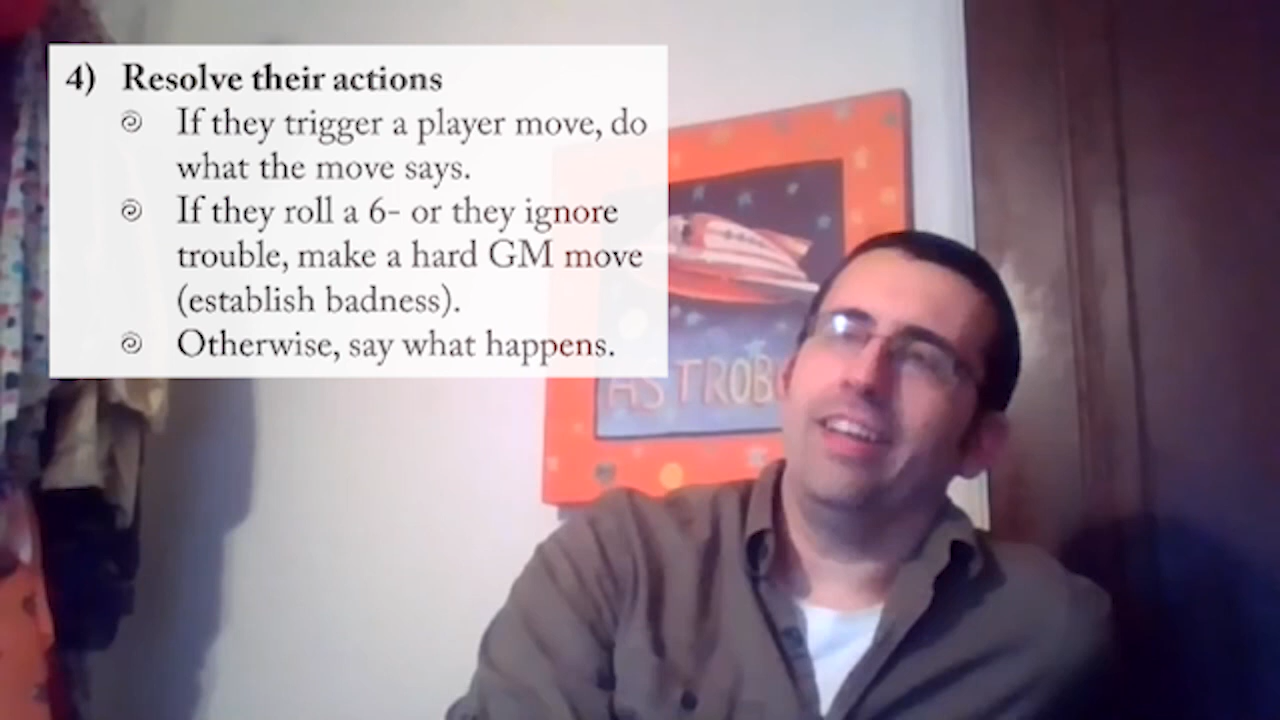 4) Resolve their actions
If they trigger a player move, do
what the move says.
If they roll a 6- or they ignore
trouble, make a hard GM move
(establish badness).
Otherwise, say what happens.